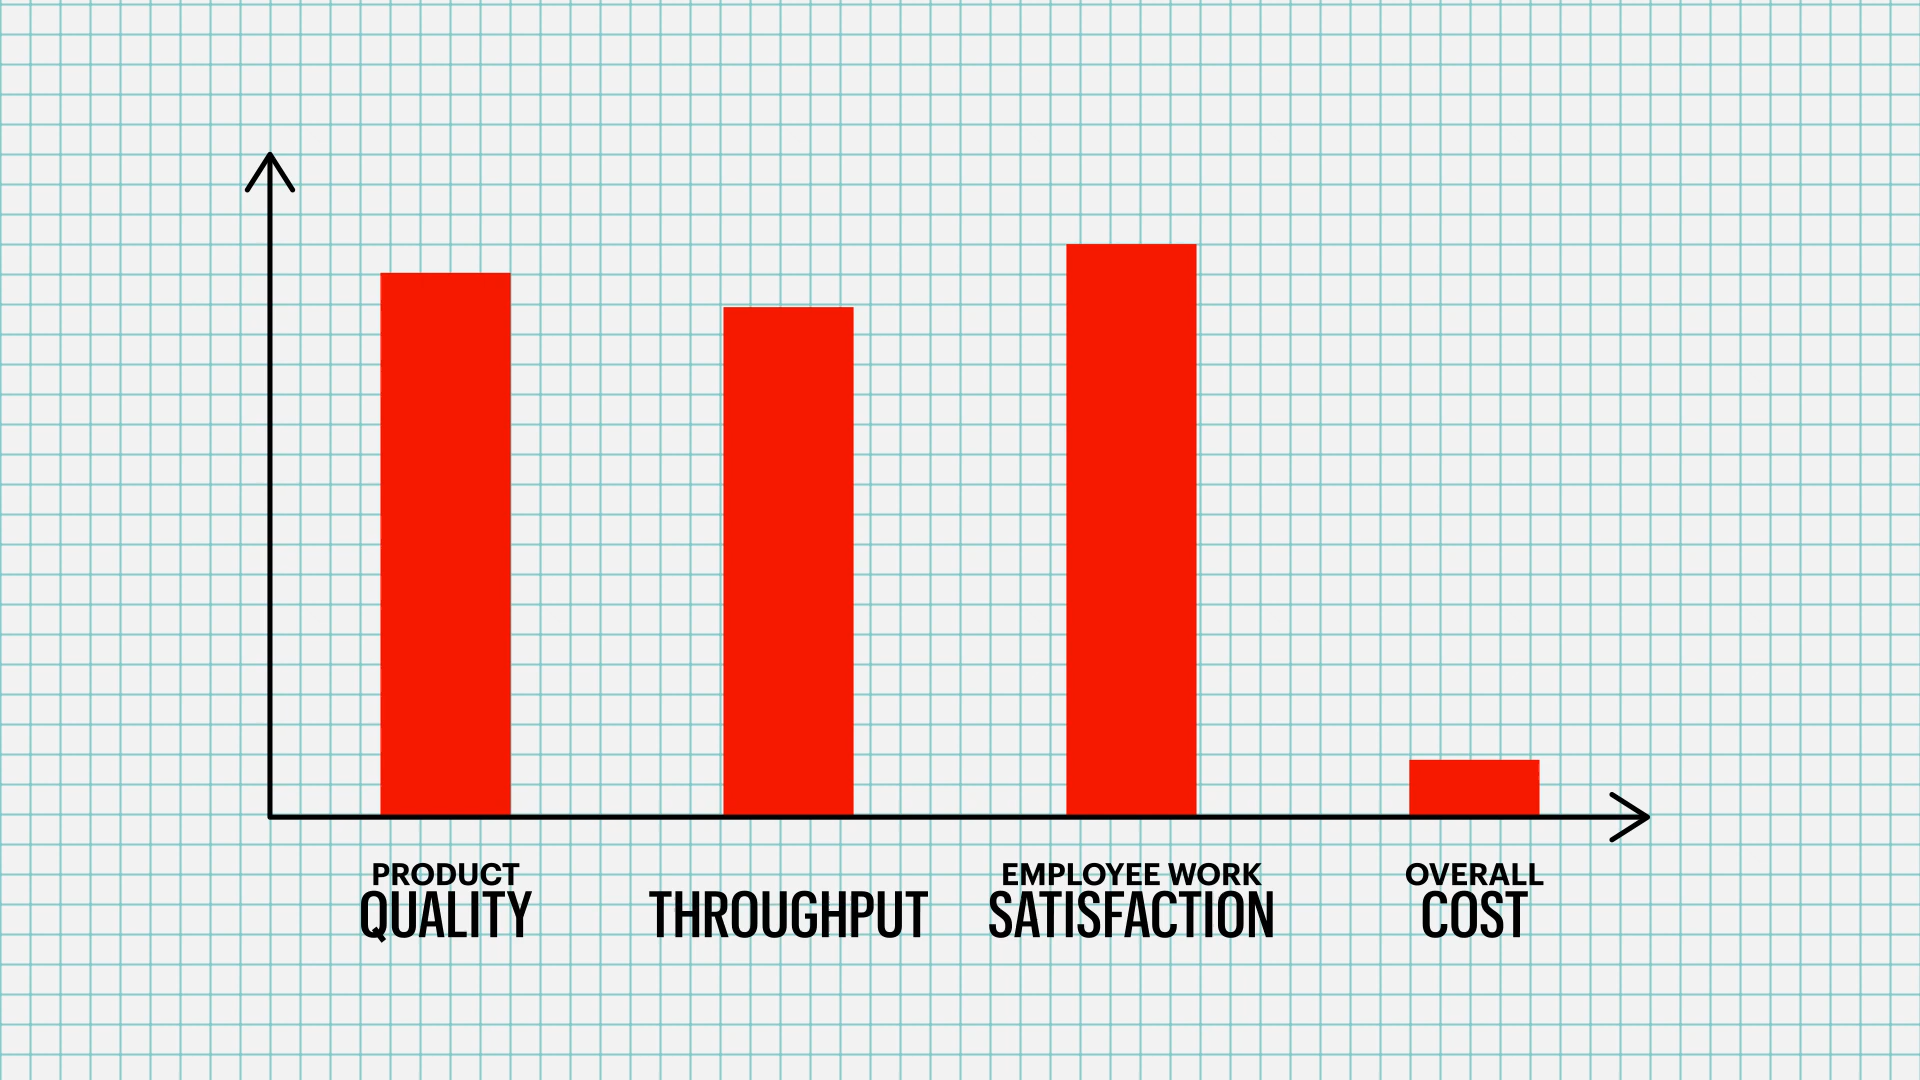 PRODUCT
QUALITY
THROUGHPUT
EMPLOYEE WORK
SATISFACTION
OVERALL
COST